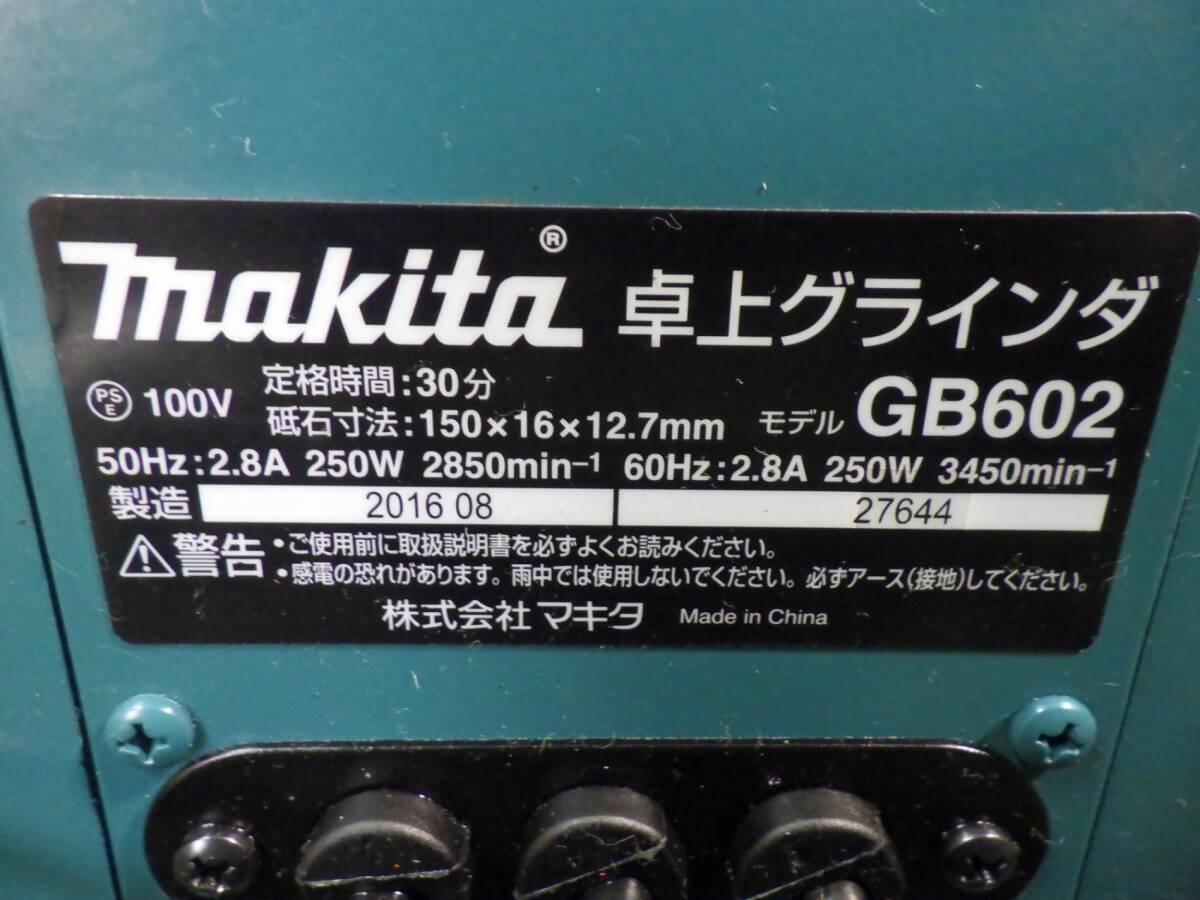 makita® 卓上グラインダ
PSE 100V 定格時間:30分
砥石寸法:150×16×12.7mm モデル GB602
50Hz:2.8A 250W 2850min⁻¹ 60Hz:2.8A 250W 3450min⁻¹
製造 2016 08 27644
⚠警告 •ご使用前に取扱説明書を必ずよくお読みください。
•感電の恐れがあります。雨中では使用しないでください。必ずアース(接地)してください。
株式会社 マキタ Made in China